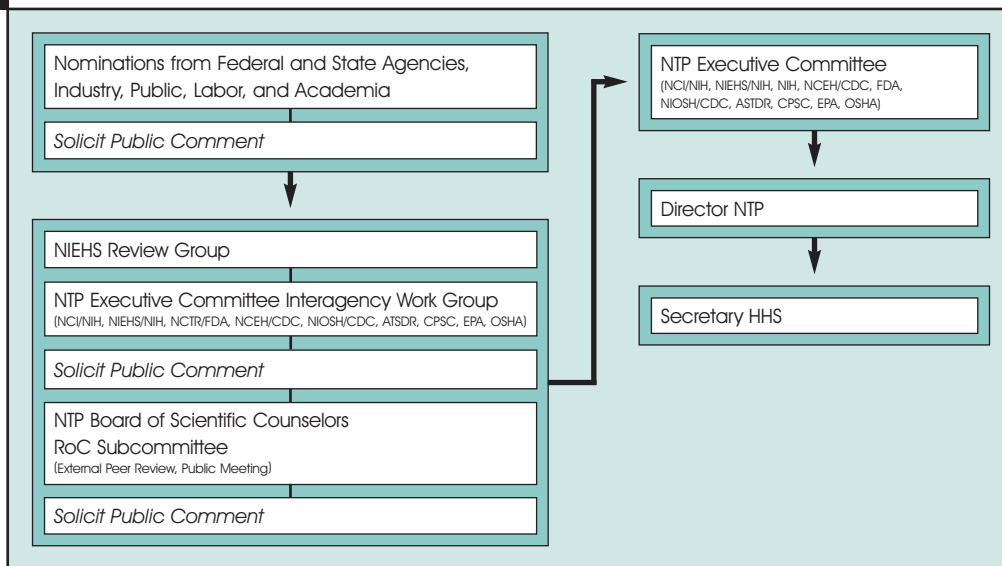 Nominations from Federal and State Agencies,
Industry, Public, Labor, and Academia
Solicit Public Comment
NIEHS Review Group
NTP Executive Committee Interagency Work Group
(NCI/NIH, NIEHS/NIH, NCTR/FDA, NCEH/CDC, NIOSH/CDC, ATSDR, CPSC, EPA, OSHA)
Solicit Public Comment
NTP Board of Scientific Counselors
RoC Subcommittee
(External Peer Review, Public Meeting)
Solicit Public Comment
NTP Executive Committee
(NCI/NIH, NIEHS/NIH, NIH, NCEH/CDC, FDA,
NIOSH/CDC, ASTDR, CPSC, EPA, OSHA)
Director NTP
Secretary HHS